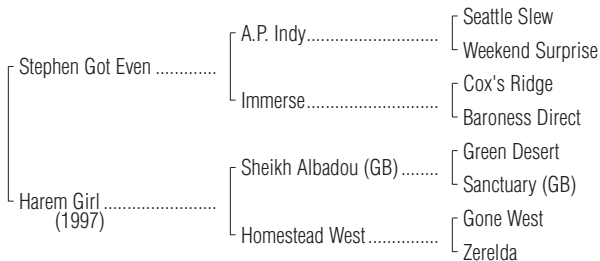 Seattle Slew
A.P. Indy.............................
Weekend Surprise
Stephen Got Even .............
Cox's Ridge
Immerse.............................
Baroness Direct
Green Desert
Sheikh Albadou (GB)........
Sanctuary (GB)
Harem Girl ........................
(1997)
Gone West
Homestead West...............
Zerelda